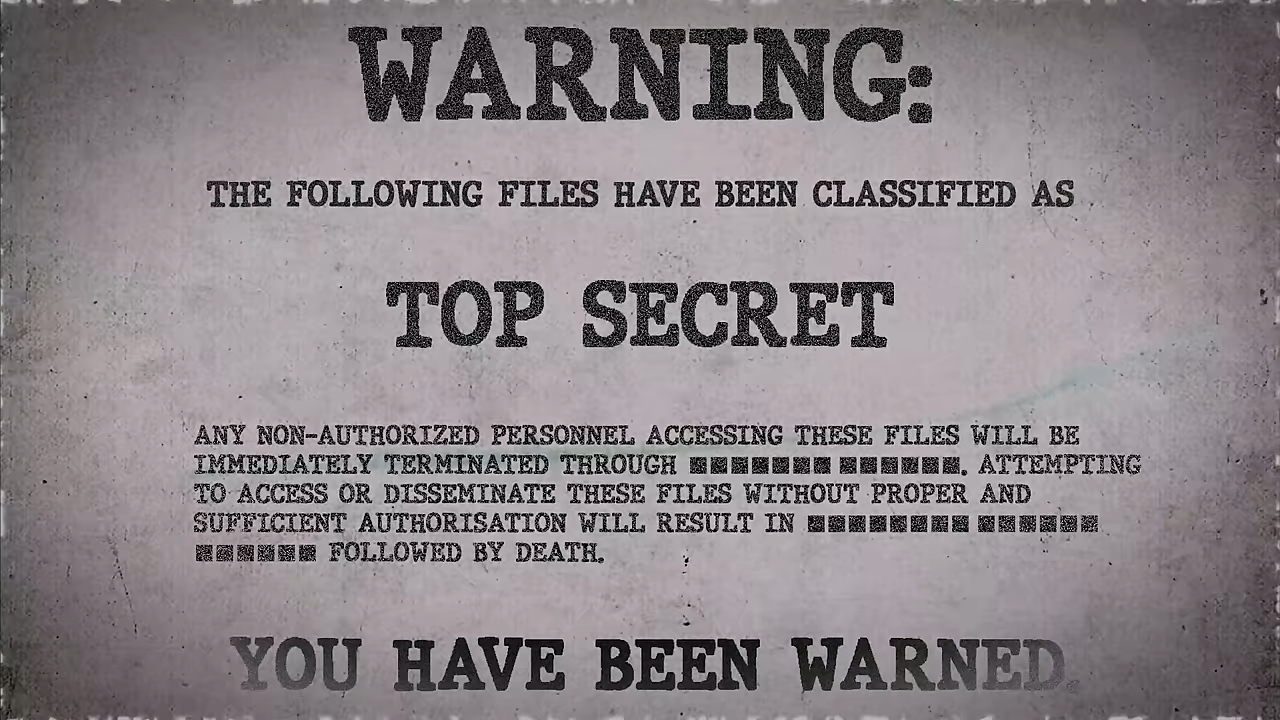 WARNING:
THE FOLLOWING FILES HAVE BEEN CLASSIFIED AS
TOP SECRET
ANY NON-AUTHORIZED PERSONNEL ACCESSING THESE FILES WILL BE
IMMEDIATELY TERMINATED THROUGH ■■■■■■■ ■■■■■■. ATTEMPTING
TO ACCESS OR DISSEMINATE THESE FILES WITHOUT PROPER AND
SUFFICIENT AUTHORISATION WILL RESULT IN ■■■■■■■■ ■■■■■■
■■■■■■ FOLLOWED BY DEATH.
YOU HAVE BEEN WARNED.